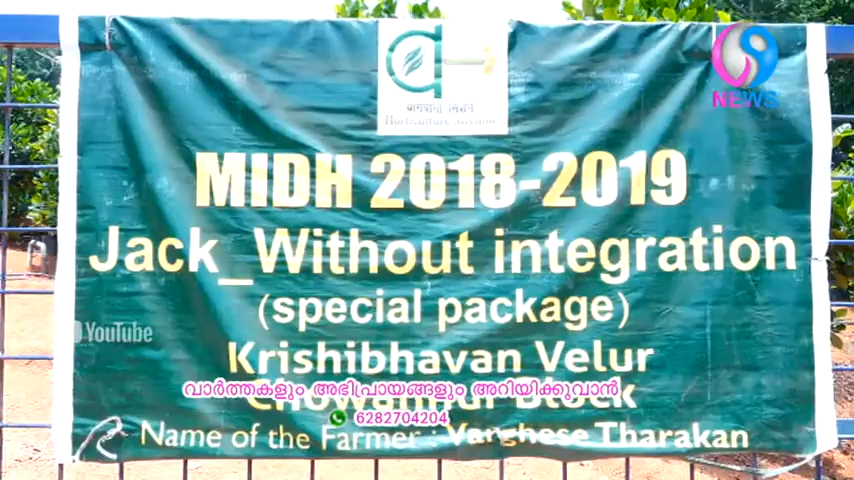 NEWS
Horticulture Mission
MIDH 2018-2019
Jack_Without integration
(special package)
YouTube
Krishibhavan Velur
വാർത്തകളും അഭിപ്രായങ്ങളും അറിയിക്കുവാൻ
Block
6282704204
Name of the Farmer : Varghese Tharakan